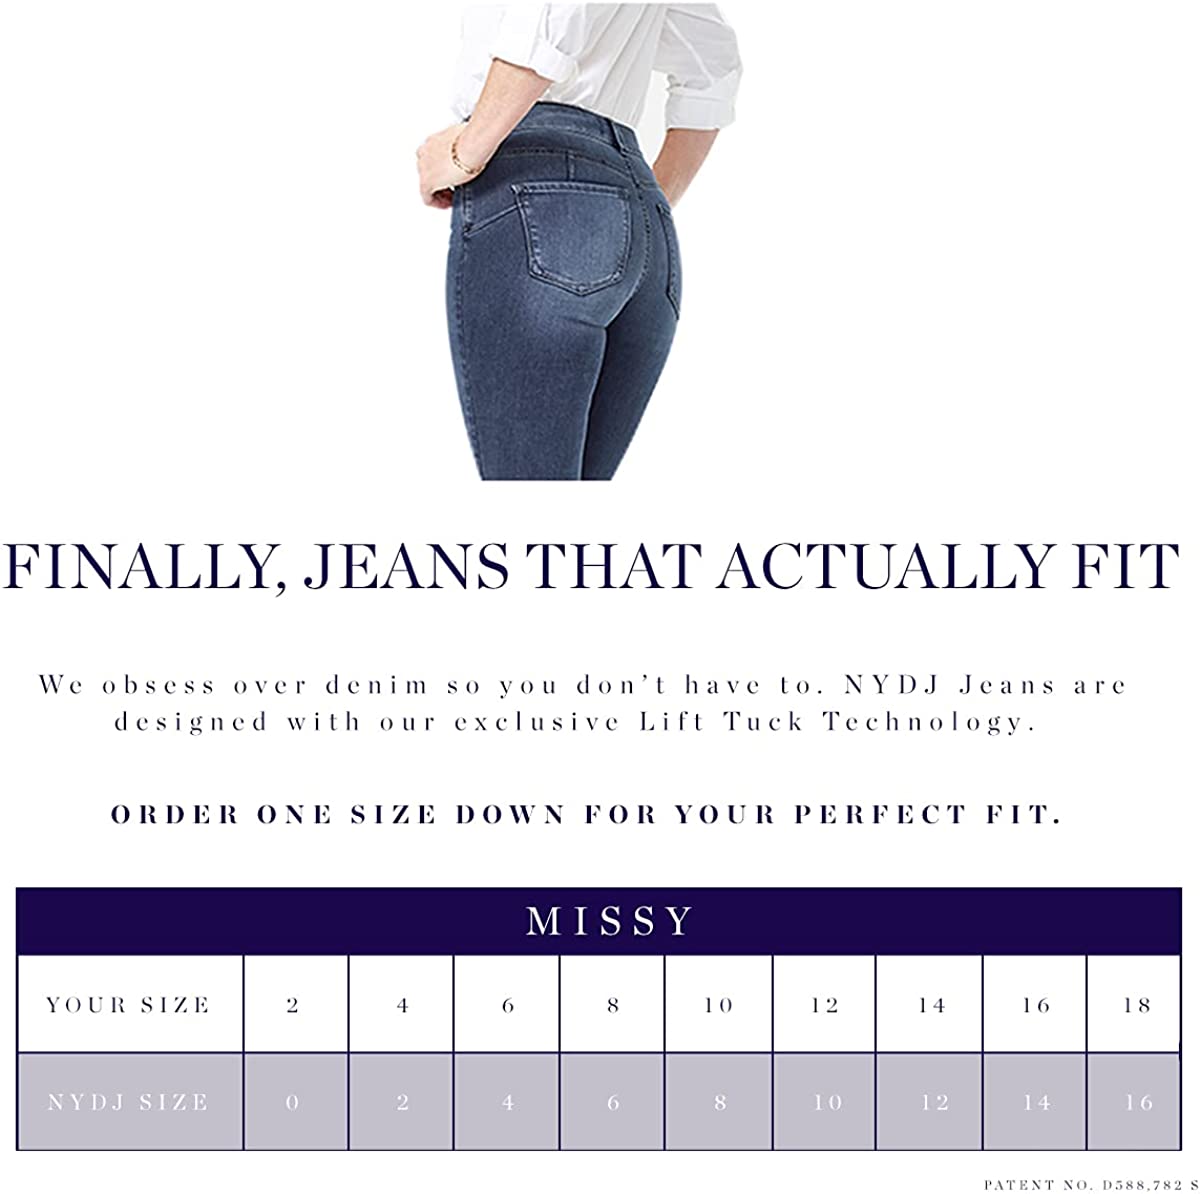 FINALLY, JEANS THAT ACTUALLY FIT
We obsess over denim so you don't have to. NYDJ Jeans are
designed with our exclusive Lift Tuck Technology.
ORDER ONE SIZE DOWN FOR YOUR PERFECT FIT.
MISSY
YOUR SIZE 2 4 6 8 10 12 14 16 18
NYDJ SIZE 0 2 4 6 8 10 12 14 16
PATENT NO. D588,782 S